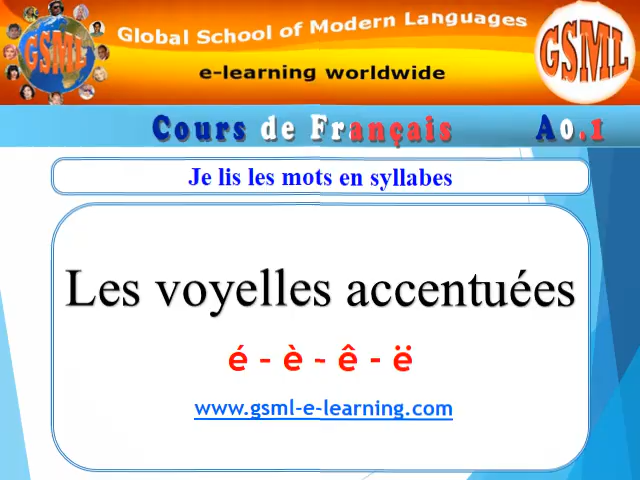 GSML
Global School of Modern Languages
e-learning worldwide
GSML
Cours de Français A0.1
Je lis les mots en syllabes
Les voyelles accentuées
é - è - ê - ë
www.gsml-e-learning.com